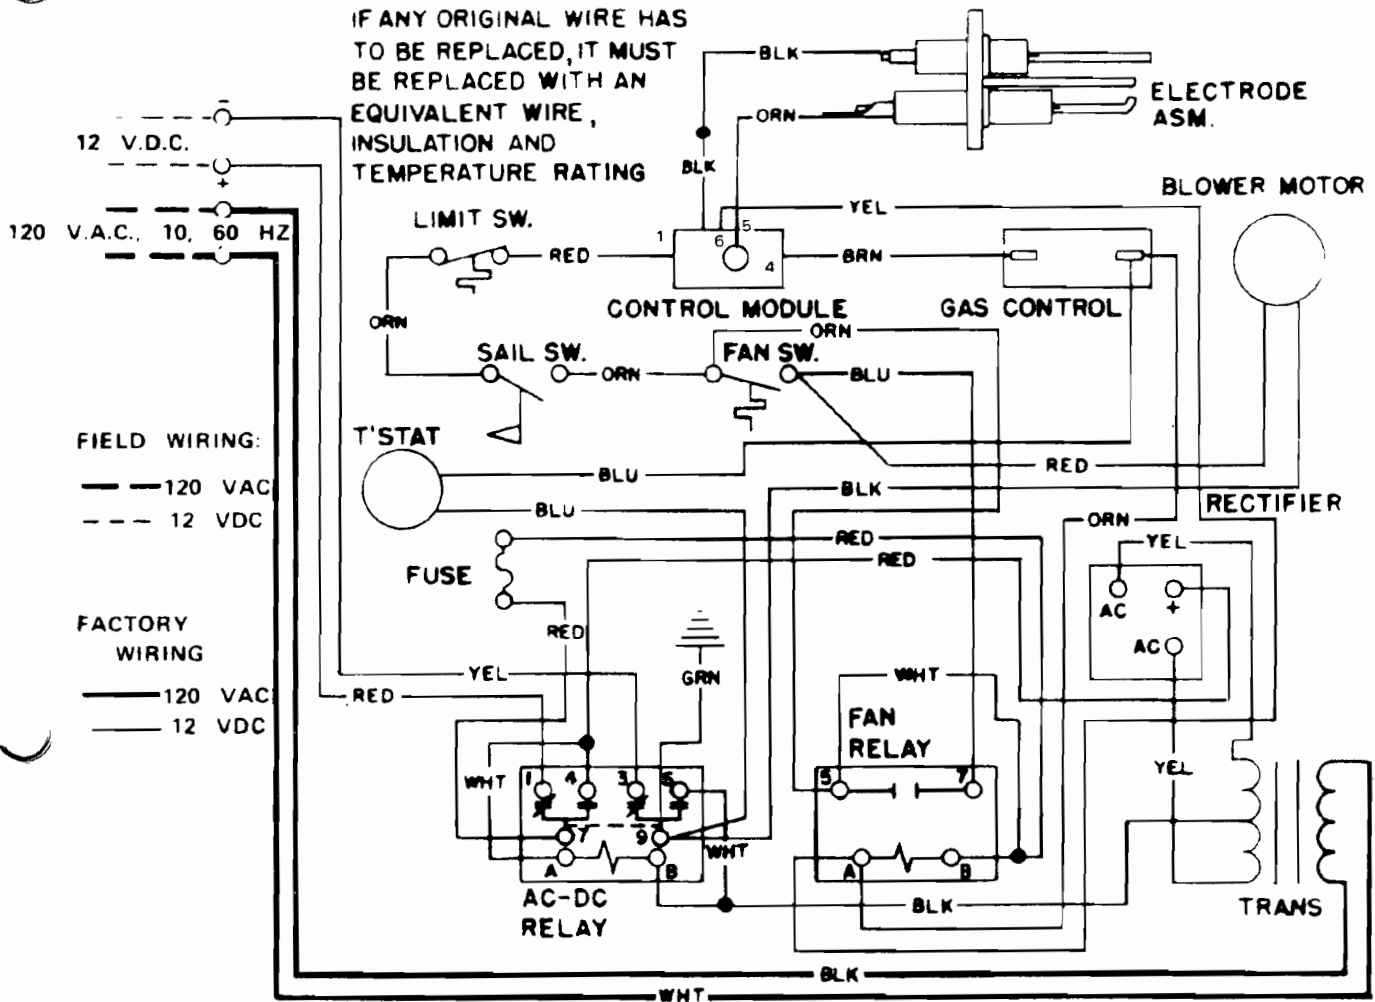 IF ANY ORIGINAL WIRE HAS
TO BE REPLACED, IT MUST
BE REPLACED WITH AN
EQUIVALENT WIRE,
INSULATION AND
TEMPERATURE RATING
BLK
ORN
BLK
ELECTRODE
ASM.
-
12 V.D.C.
+
120 V.A.C., 10, 60 HZ
LIMIT SW.
RED
1
6
5
4
YEL
BRN
BLOWER MOTOR
CONTROL MODULE
GAS CONTROL
ORN
ORN
SAIL SW.
ORN
FAN SW.
BLU
T'STAT
BLU
BLU
RED
BLK
FIELD WIRING:
120 VAC
12 VDC
RECTIFIER
ORN
YEL
RED
RED
FUSE
AC
+
AC
FACTORY
WIRING
120 VAC
12 VDC
RED
YEL
RED
GRN
WHT
FAN
RELAY
YEL
WHT
1
4
3
6
7
9
A
B
WHT
5
7
A
B
AC-DC
RELAY
BLK
TRANS
BLK
WHT